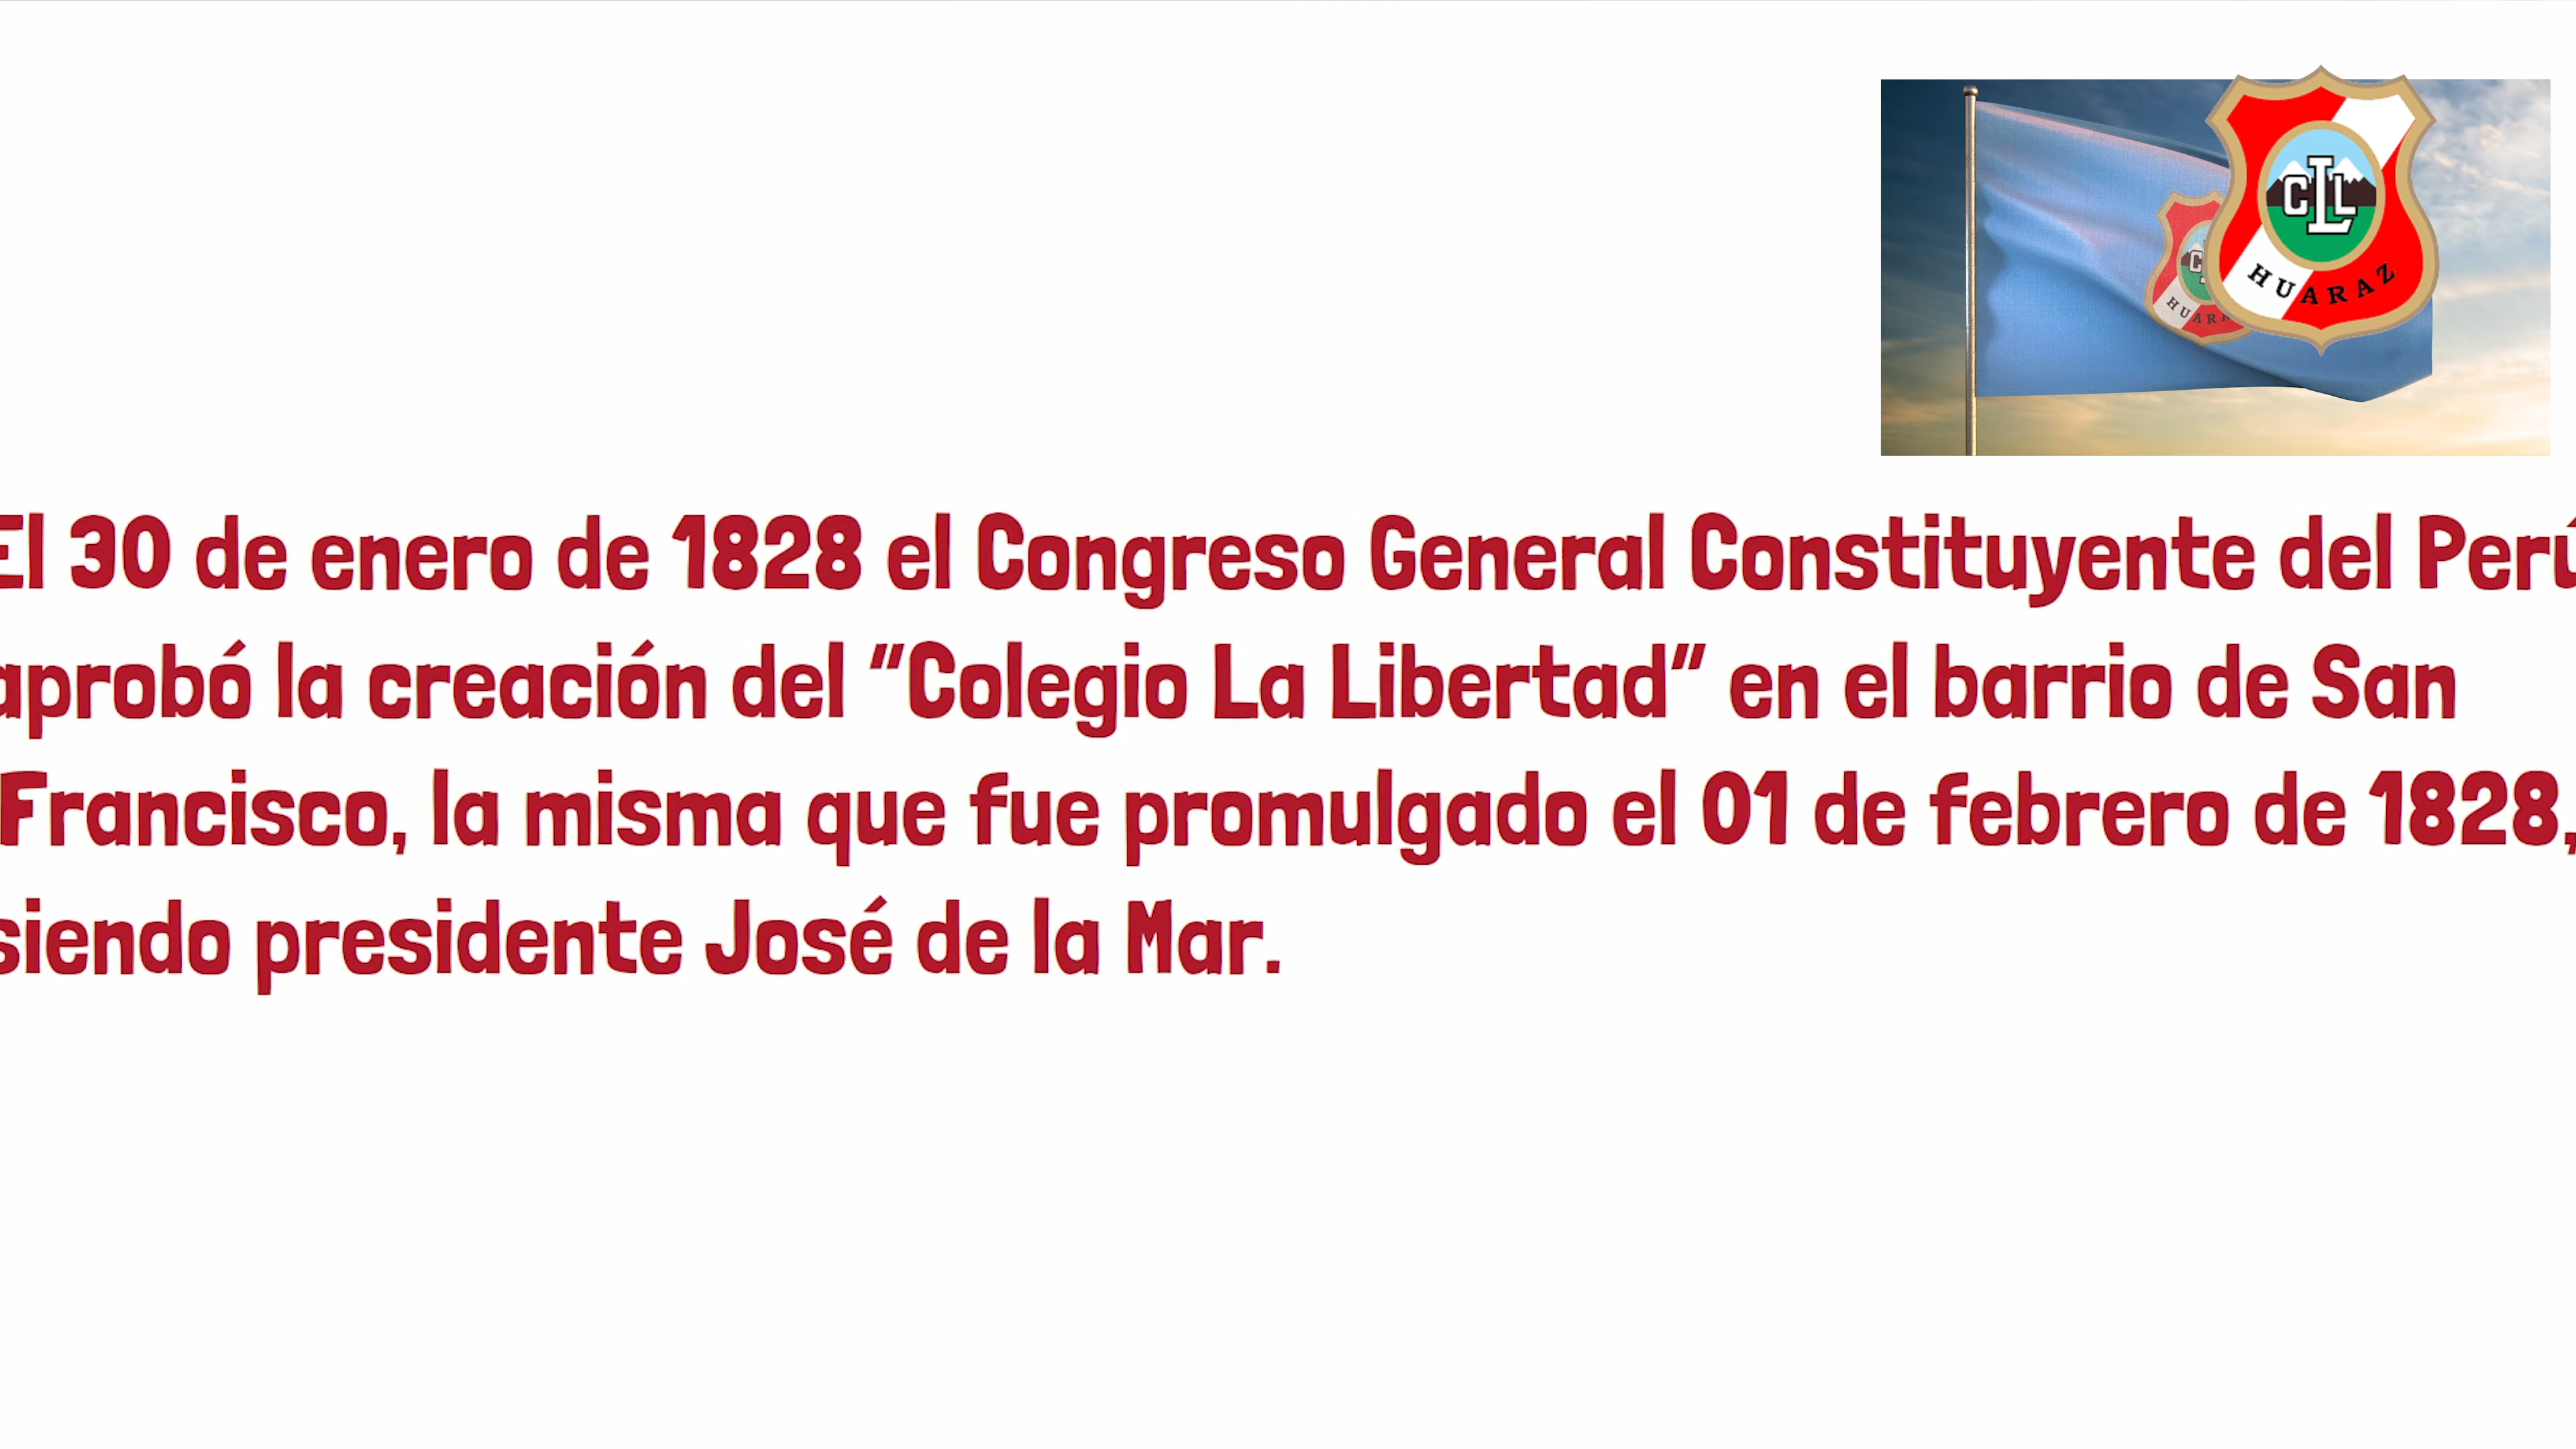 CLL
HUARAZ
El 30 de enero de 1828 el Congreso General Constituyente del Perú
aprobó la creación del "Colegio La Libertad" en el barrio de San
Francisco, la misma que fue promulgado el 01 de febrero de 1828,
siendo presidente José de la Mar.